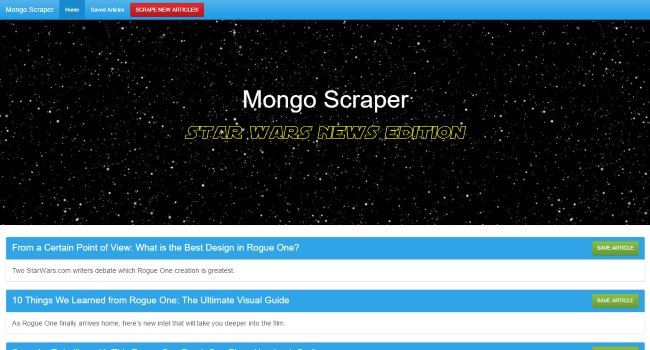 Mongo Scraper Home Saved Articles SCRAPE NEW ARTICLES!
Mongo Scraper
STAR WARS NEWS EDITION
From a Certain Point of View: What is the Best Design in Rogue One? SAVE ARTICLE
Two StarWars.com writers debate which Rogue One creation is greatest.
10 Things We Learned from Rogue One: The Ultimate Visual Guide SAVE ARTICLE
As Rogue One finally arrives home, here's new intel that will take you deeper into the film.